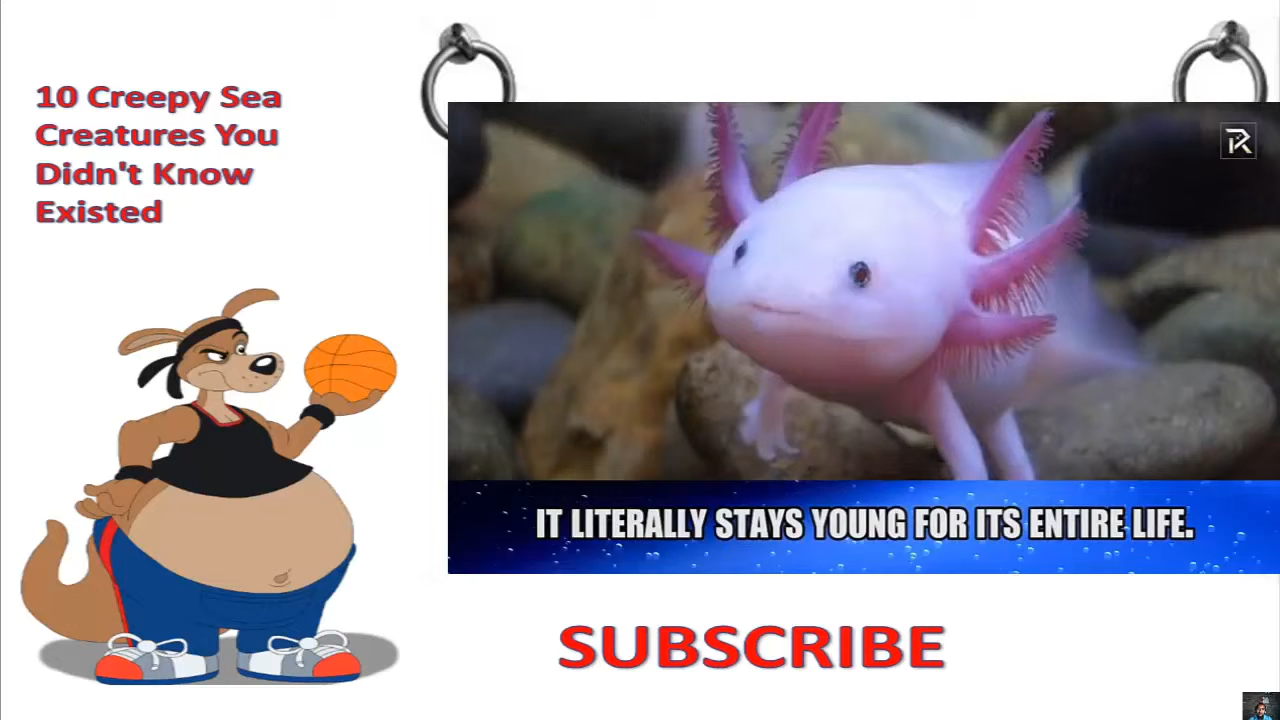 10 Creepy Sea
Creatures You
Didn't Know
Existed
IT LITERALLY STAYS YOUNG FOR ITS ENTIRE LIFE.
SUBSCRIBE